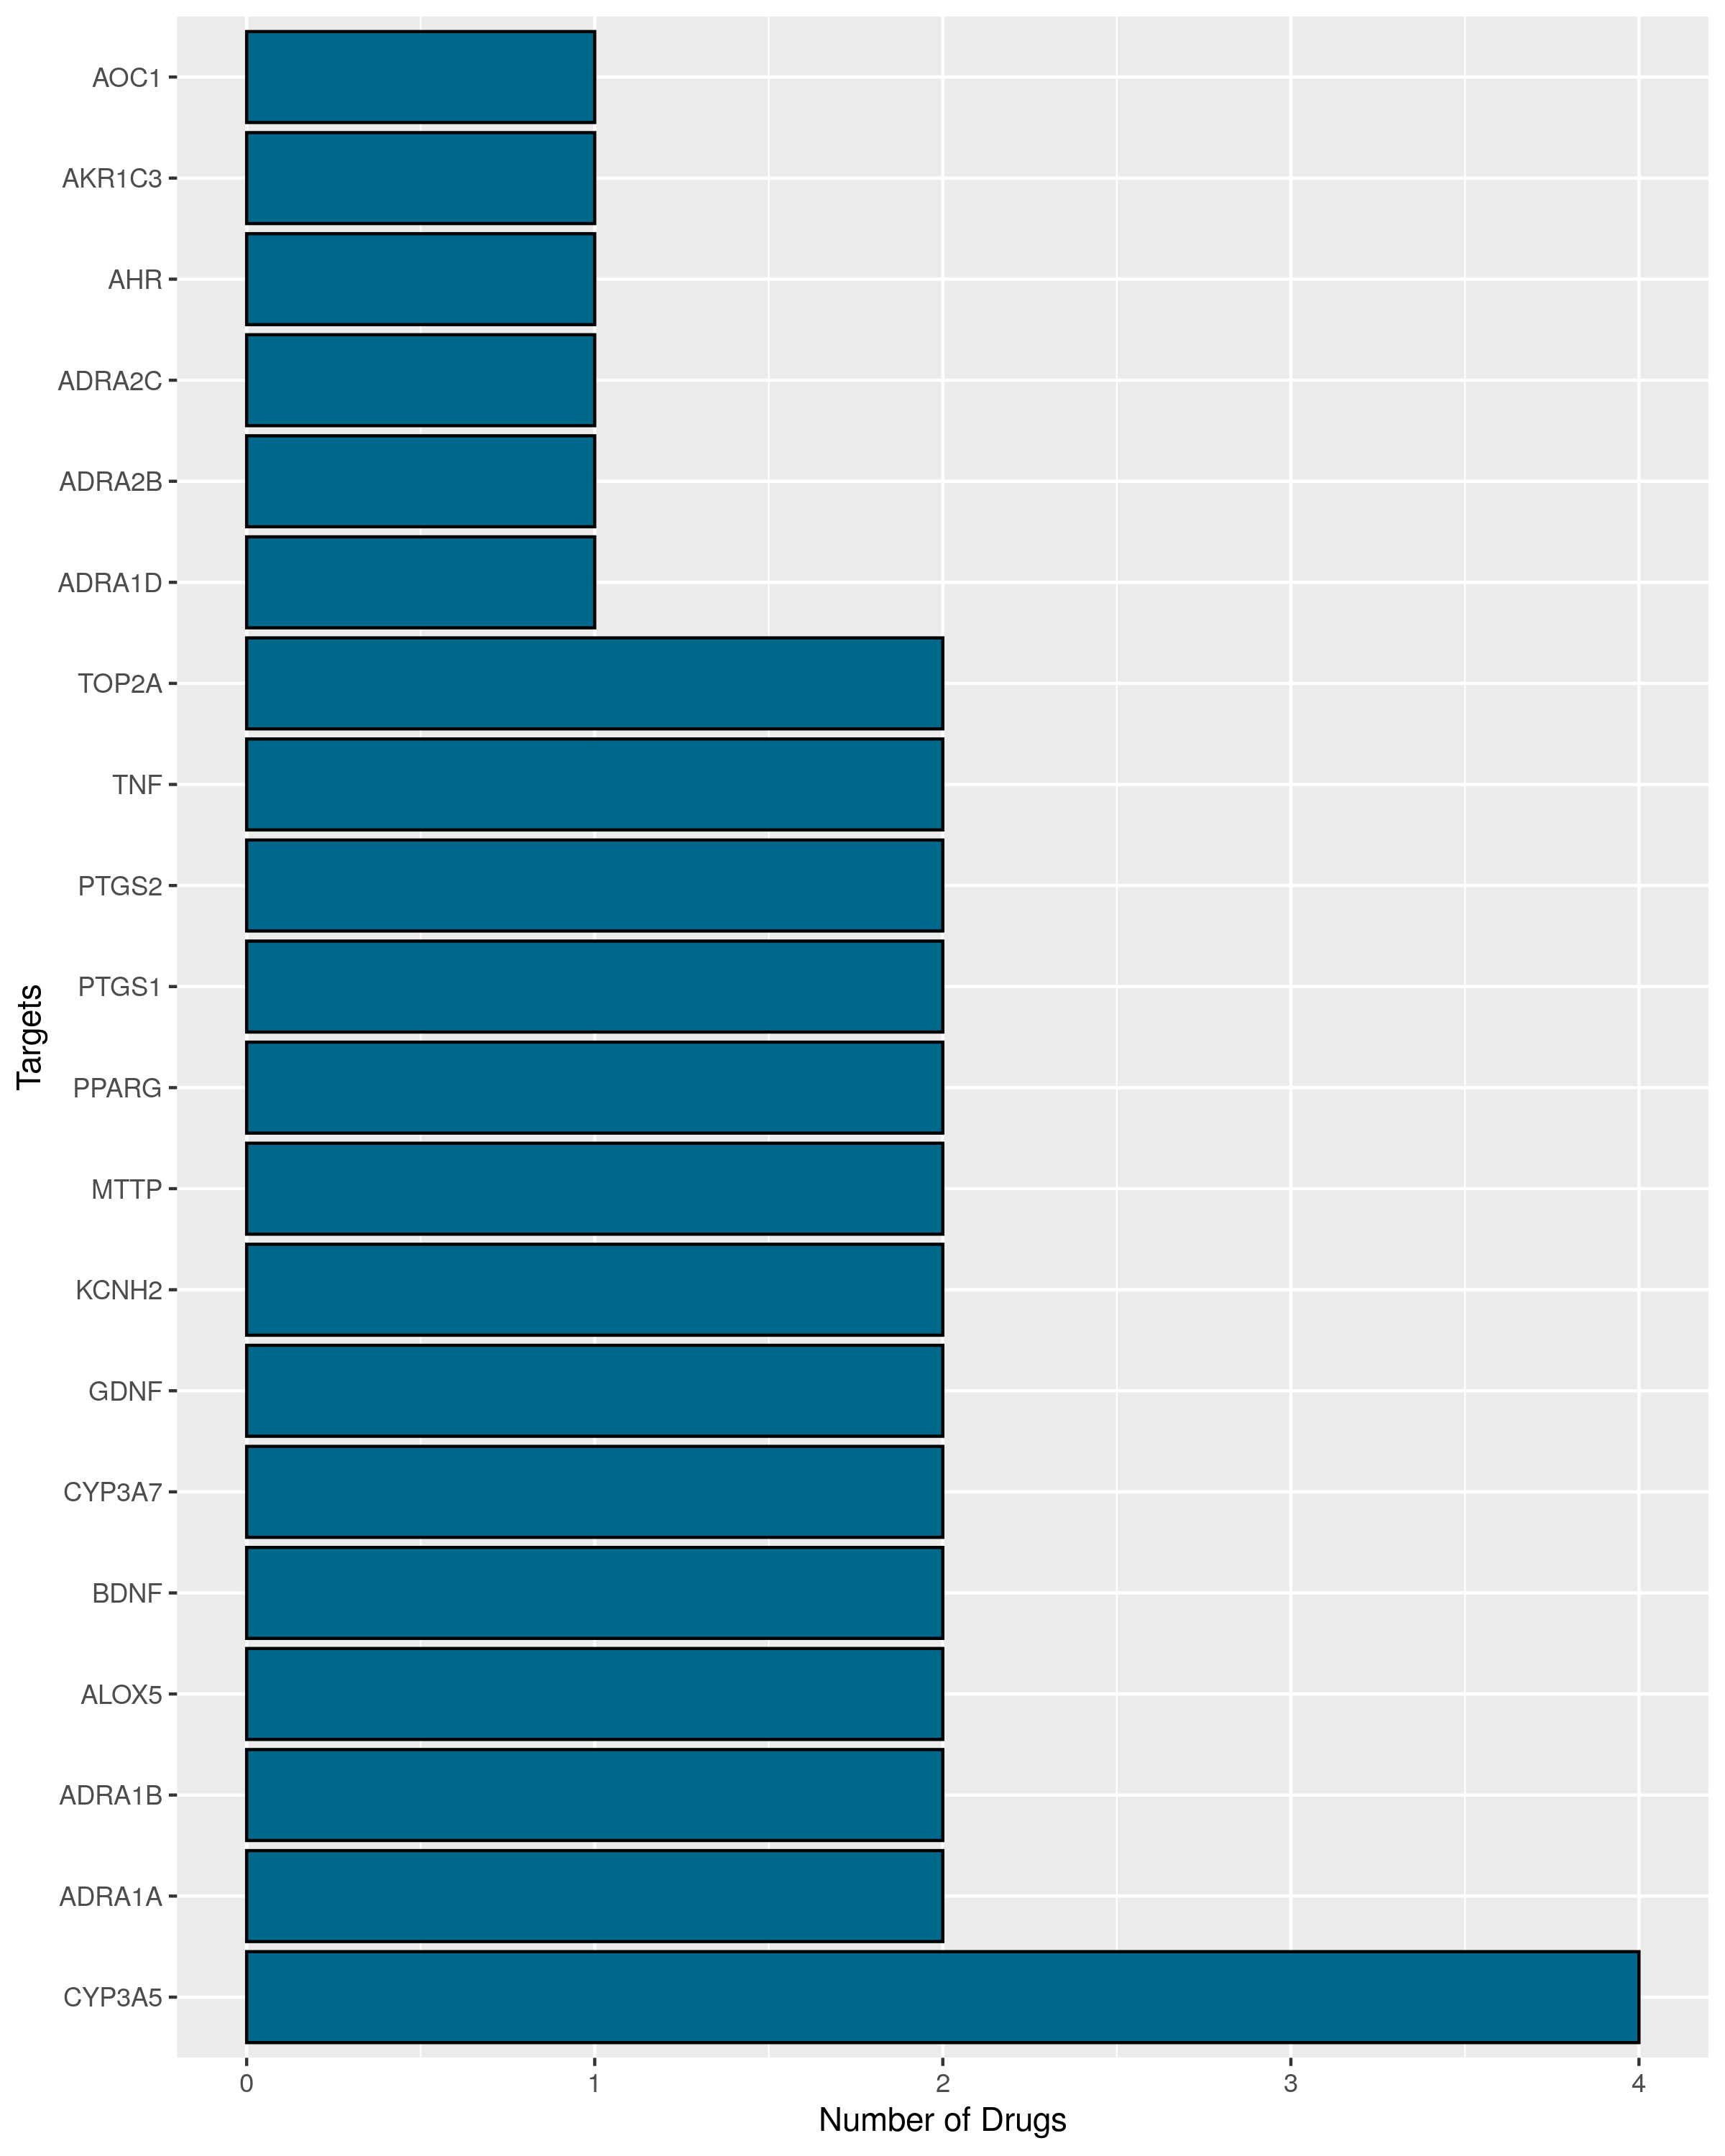 AOC1
AKR1C3
AHR
ADRA2C
ADRA2B
ADRA1D
TOP2A
TNF
PTGS2
PTGS1
PPARG
MTTP
KCNH2
GDNF
CYP3A7
BDNF
ALOX5
ADRA1B
ADRA1A
CYP3A5
Targets
0 1 2 3 4
Number of Drugs